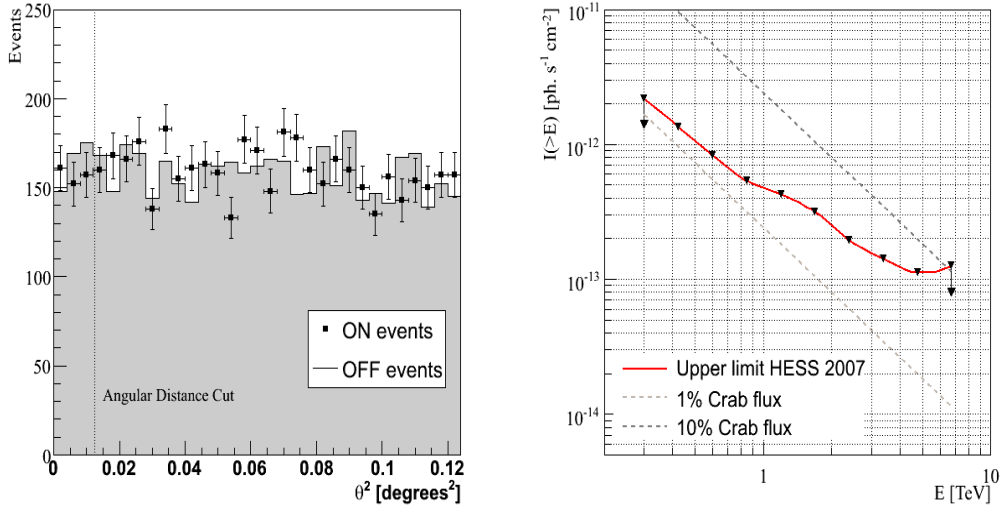 Events
250
200
150
100
50
0
ON events
OFF events
Angular Distance Cut
0 0.02 0.04 0.06 0.08 0.1 0.12
θ² [degrees²]
I(>E) [ph. s⁻¹ cm⁻²]
10⁻¹¹
10⁻¹²
10⁻¹³
10⁻¹⁴
Upper limit HESS 2007
1% Crab flux
10% Crab flux
1 10
E [TeV]